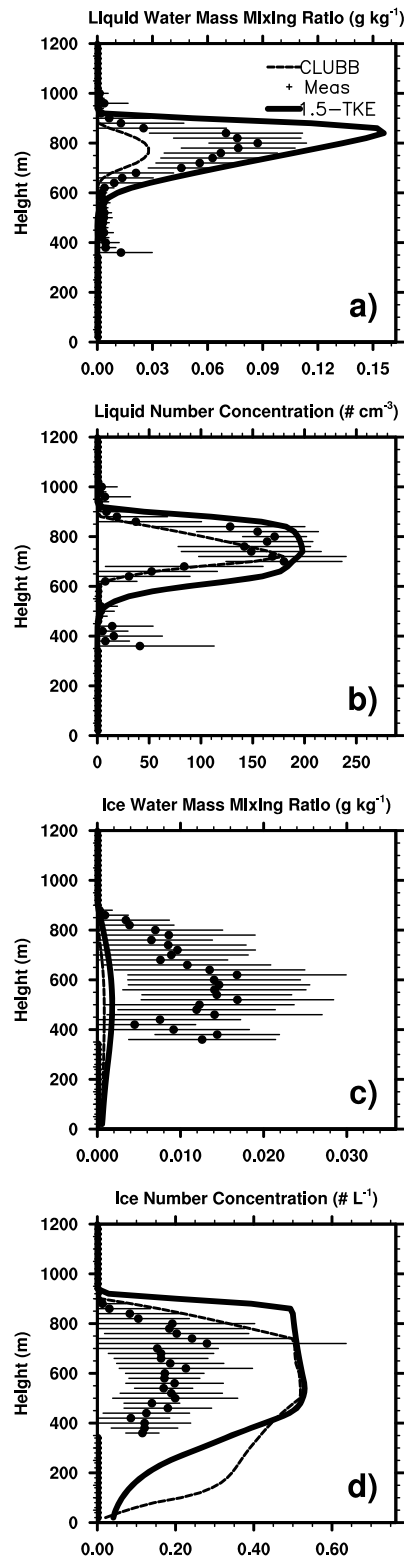 Liquid Water Mass Mixing Ratio (g kg⁻¹)
1200
1000
800
600
400
200
0
Height (m)
CLUBB
+ Meas
1.5-TKE
a)
0.00 0.03 0.06 0.09 0.12 0.15
Liquid Number Concentration (# cm⁻³)
1200
1000
800
600
400
200
0
Height (m)
b)
0 50 100 150 200 250
Ice Water Mass Mixing Ratio (g kg⁻¹)
1200
1000
800
600
400
200
0
Height (m)
c)
0.000 0.010 0.020 0.030
Ice Number Concentration (# L⁻¹)
1200
1000
800
600
400
200
0
Height (m)
d)
0.00 0.20 0.40 0.60